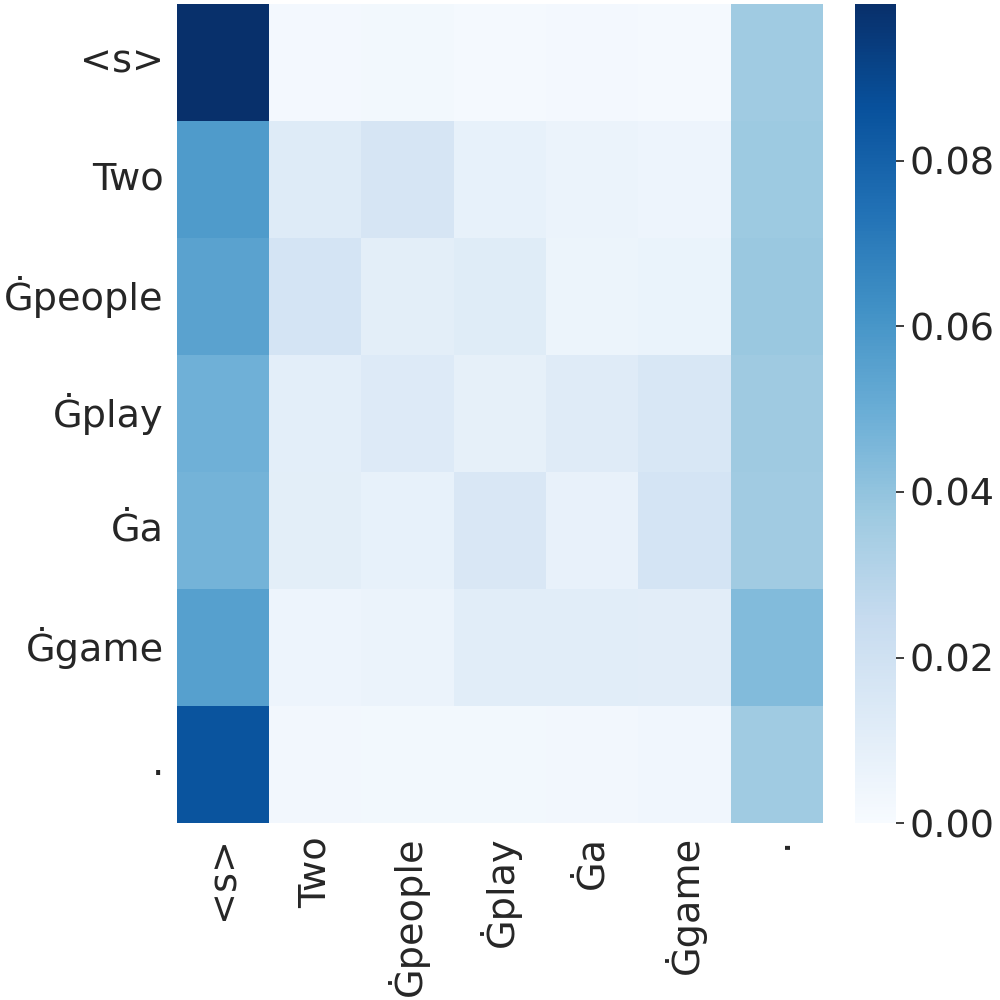 <s>
Two
Ġpeople
Ġplay
Ġa
Ġgame
.
<s>
Two
Ġpeople
Ġplay
Ġa
Ġgame
.
0.08
0.06
0.04
0.02
0.00